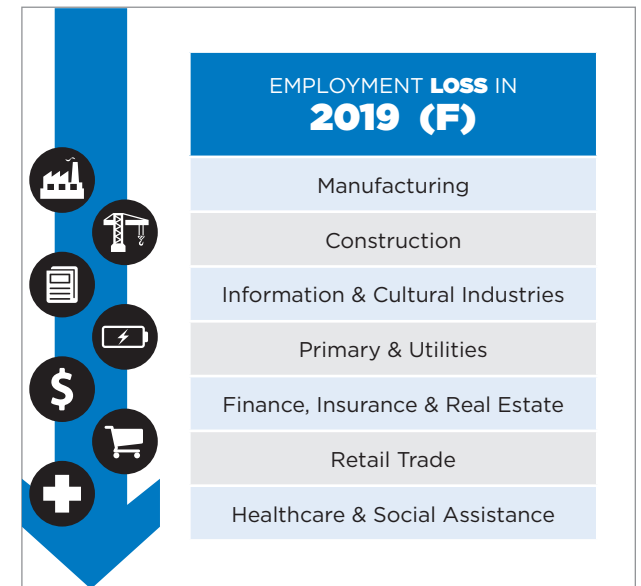 EMPLOYMENT LOSS IN
2019 (F)
Manufacturing
Construction
Information & Cultural Industries
Primary & Utilities
$
Finance, Insurance & Real Estate
Retail Trade
Healthcare & Social Assistance